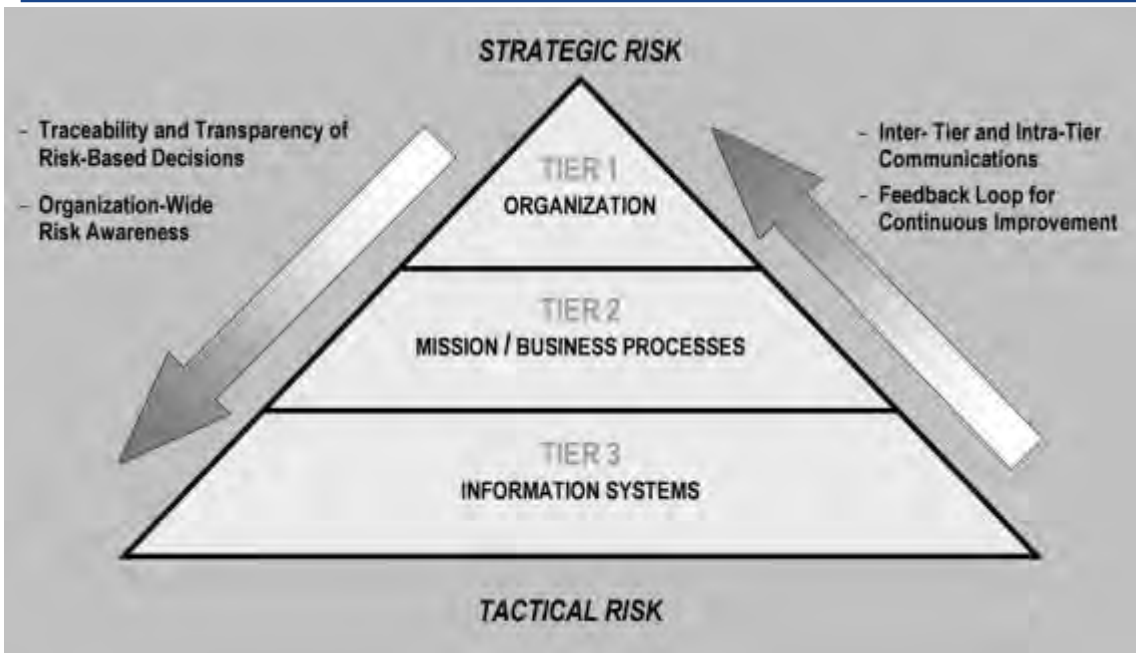 STRATEGIC RISK
– Traceability and Transparency of
Risk-Based Decisions
– Organization-Wide
Risk Awareness
– Inter- Tier and Intra-Tier
Communications
– Feedback Loop for
Continuous Improvement
TIER 1
ORGANIZATION
TIER 2
MISSION / BUSINESS PROCESSES
TIER 3
INFORMATION SYSTEMS
TACTICAL RISK